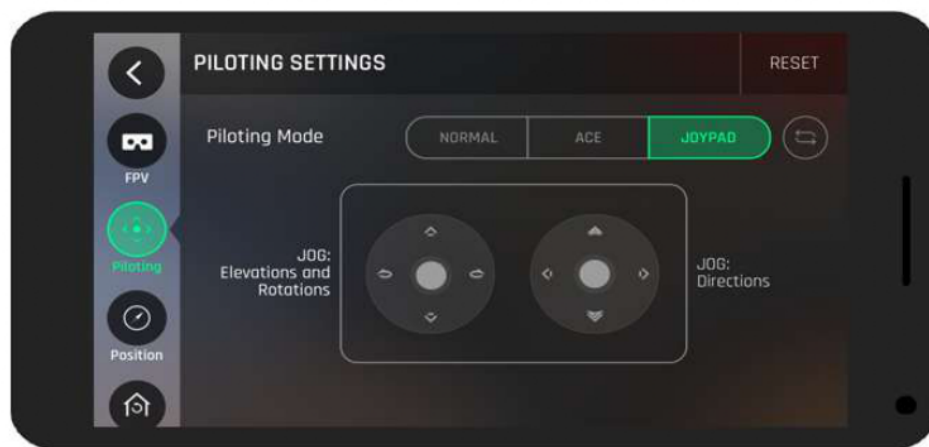 PILOTING SETTINGS
RESET
Piloting Mode
NORMAL
ACE
JOYPAD
FPV
Piloting
Position
JOG:
Elevations and
Rotations
JOG:
Directions